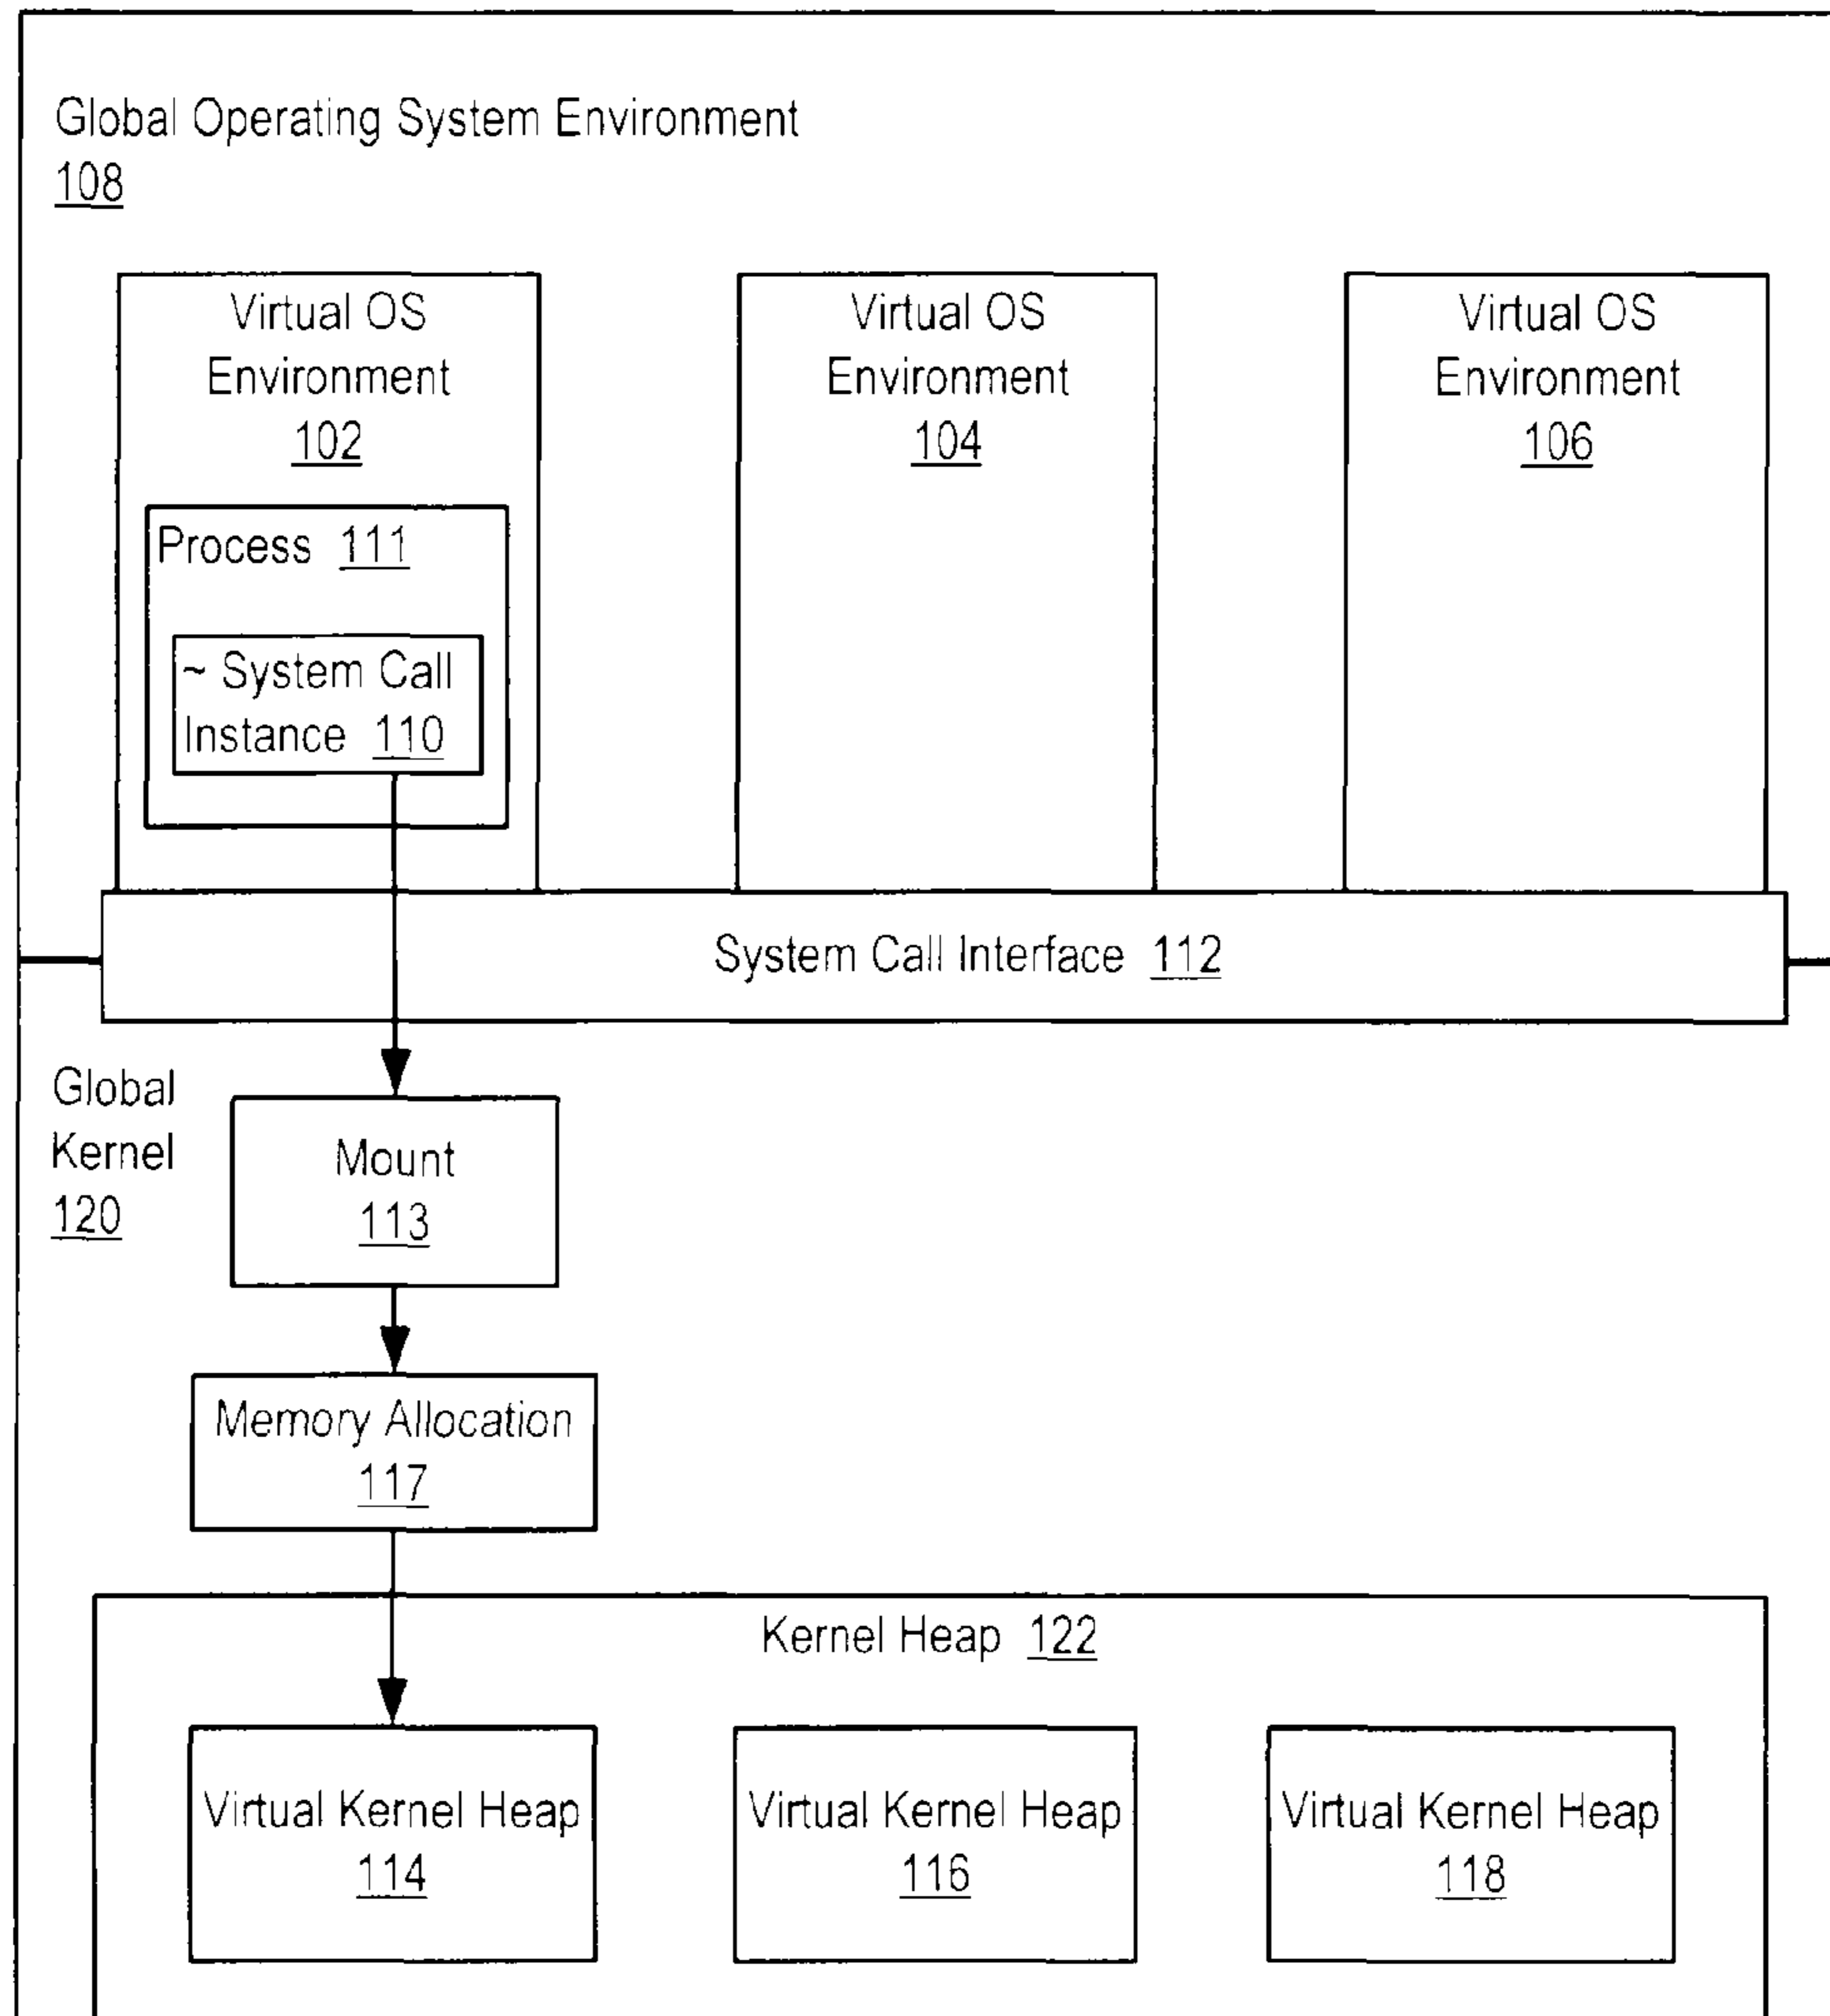 Global Operating System Environment
108
Virtual OS
Environment
102
Virtual OS
Environment
104
Virtual OS
Environment
106
Process 111
~ System Call
Instance 110
System Call Interface 112
Global
Kernel
120
Mount
113
Memory Allocation
117
Kernel Heap 122
Virtual Kernel Heap
114
Virtual Kernel Heap
116
Virtual Kernel Heap
118